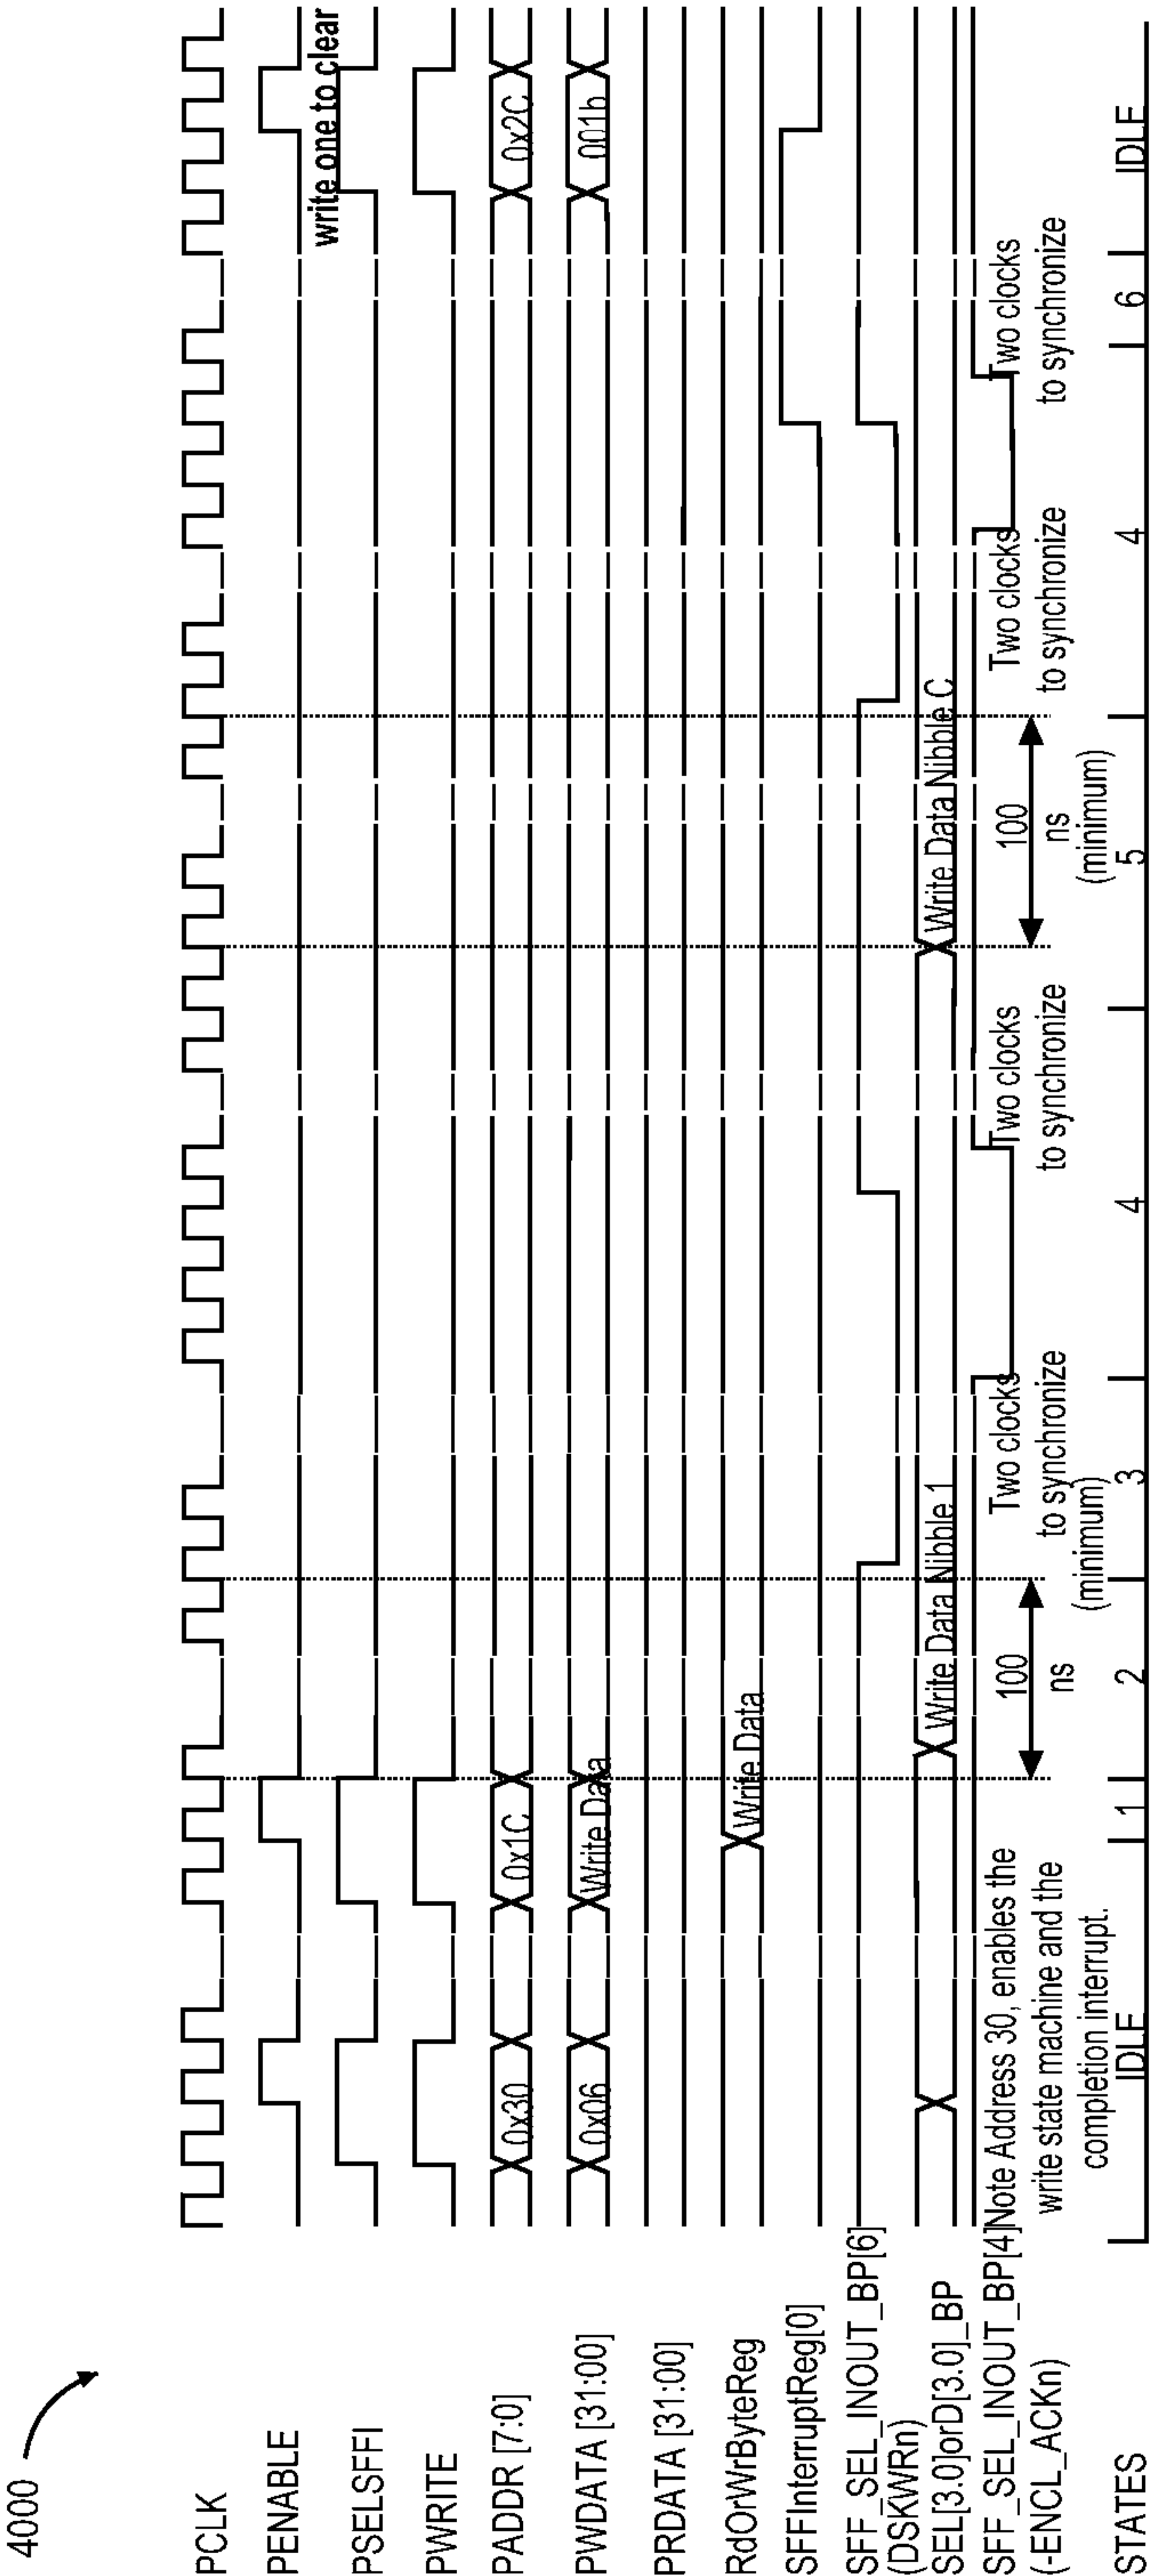 4000
PCLK
PENABLE
PSELSFFI
write one to clear
PWRITE
PADDR [7:0]
0x30
0x1C
0x2C
PWDATA [31:00]
0x06
Write Data
001b
PRDATA [31:00]
RdOrWrByteReg
Write Data
SFFInterruptReg[0]
SFF_SEL_INOUT_BP[6]
(DSKWRn)
SEL[3.0]orD[3.0]_BP
Write Data Nibble 1
Write Data Nibble C
SFF_SEL_INOUT_BP[4]
(-ENCL_ACKn)
Note Address 30, enables the
write state machine and the
completion interrupt.
100
ns
(minimum)
Two clocks
to synchronize
Two clocks
to synchronize
100
ns
(minimum)
Two clocks
to synchronize
Two clocks
to synchronize
STATES
IDLE
1
2
3
4
5
4
6
IDLE